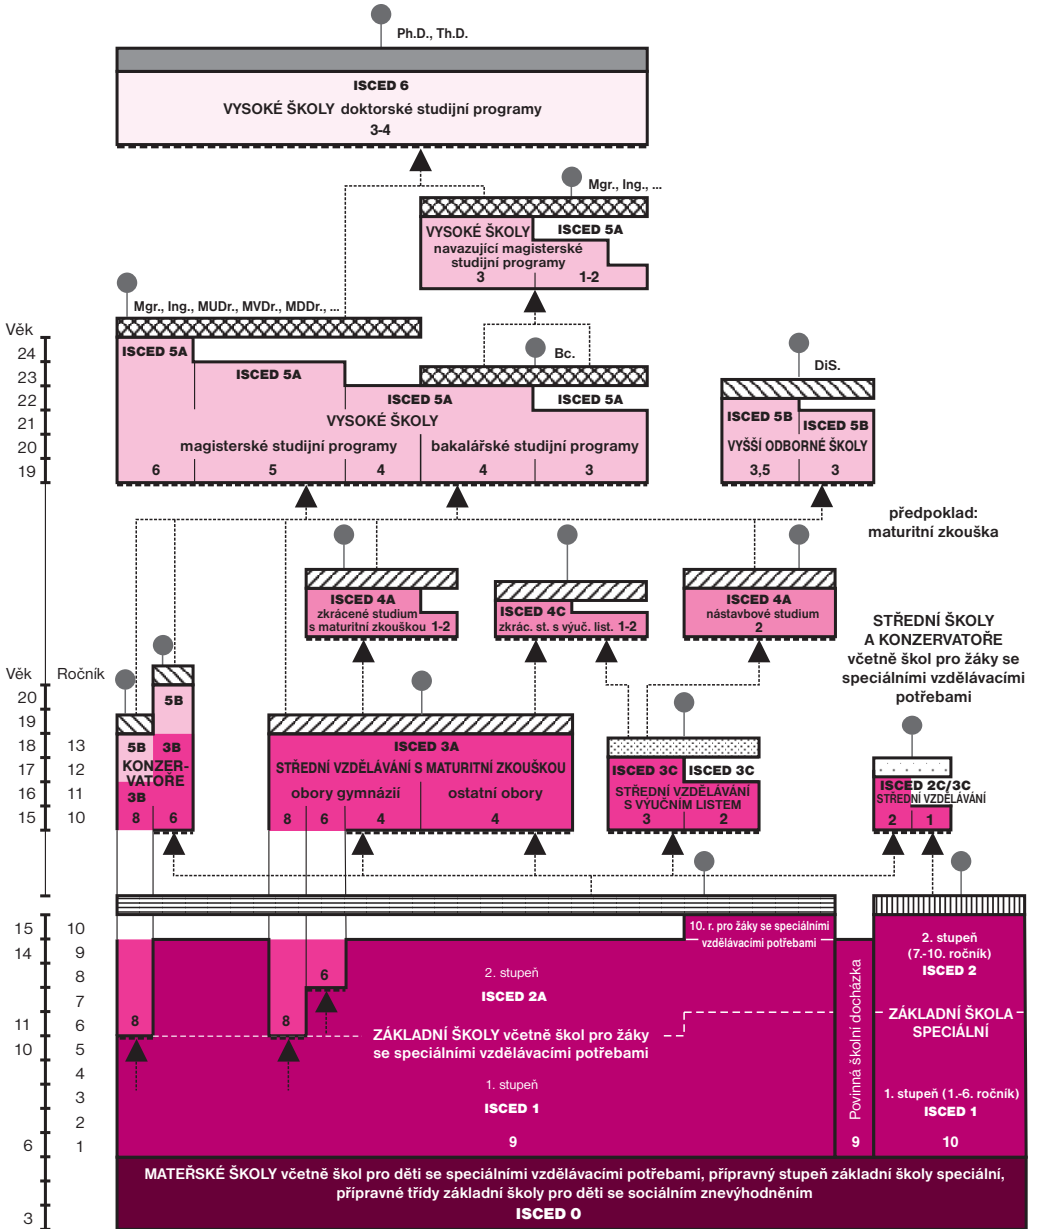 Ph.D., Th.D.
ISCED 6
VYSOKÉ ŠKOLY doktorské studijní programy
3-4
Mgr., Ing., ...
VYSOKÉ ŠKOLY ISCED 5A
navazující magisterské
studijní programy
3 1-2
Mgr., Ing., MUDr., MVDr., MDDr., ...
Věk
24
23
22
21
20
19
ISCED 5A
ISCED 5A
ISCED 5A
Bc.
ISCED 5A
VYSOKÉ ŠKOLY
magisterské studijní programy
bakalářské studijní programy
6 5 4 4 3
DiS.
ISCED 5B
ISCED 5B
VYŠŠÍ ODBORNÉ ŠKOLY
3,5 3
předpoklad:
maturitní zkouška
ISCED 4A
zkrácené studium
s maturitní zkouškou 1-2
ISCED 4C
zkrác. st. s výuč. list. 1-2
ISCED 4A
nástavbové studium
2
STŘEDNÍ ŠKOLY
A KONZERVATOŘE
včetně škol pro žáky se
speciálními vzdělávacími
potřebami
Věk Ročník
20
19
18 13
17 12
16 11
15 10
5B
5B 3B
KONZER-
VATOŘE
3B
8 6
ISCED 3A
STŘEDNÍ VZDĚLÁVÁNÍ S MATURITNÍ ZKOUŠKOU
obory gymnázií
ostatní obory
8 6 4 4
ISCED 3C ISCED 3C
STŘEDNÍ VZDĚLÁVÁNÍ
S VÝUČNÍM LISTEM
3 2
ISCED 2C/3C
STŘEDNÍ VZDĚLÁVÁNÍ
2 1
15 10
14 9
8
7
11 6
10 5
4
3
2
6 1
3
10. r. pro žáky se speciálními
vzdělávacími potřebami
8
8
6
2. stupeň
ISCED 2A
ZÁKLADNÍ ŠKOLY včetně škol pro žáky
se speciálními vzdělávacími potřebami
1. stupeň
ISCED 1
9
Povinná školní docházka
9
2. stupeň
(7.-10. ročník)
ISCED 2
ZÁKLADNÍ ŠKOLA
SPECIÁLNÍ
1. stupeň (1.-6. ročník)
ISCED 1
10
MATEŘSKÉ ŠKOLY včetně škol pro děti se speciálními vzdělávacími potřebami, přípravný stupeň základní školy speciální,
přípravné třídy základní školy pro děti se sociálním znevýhodněním
ISCED 0